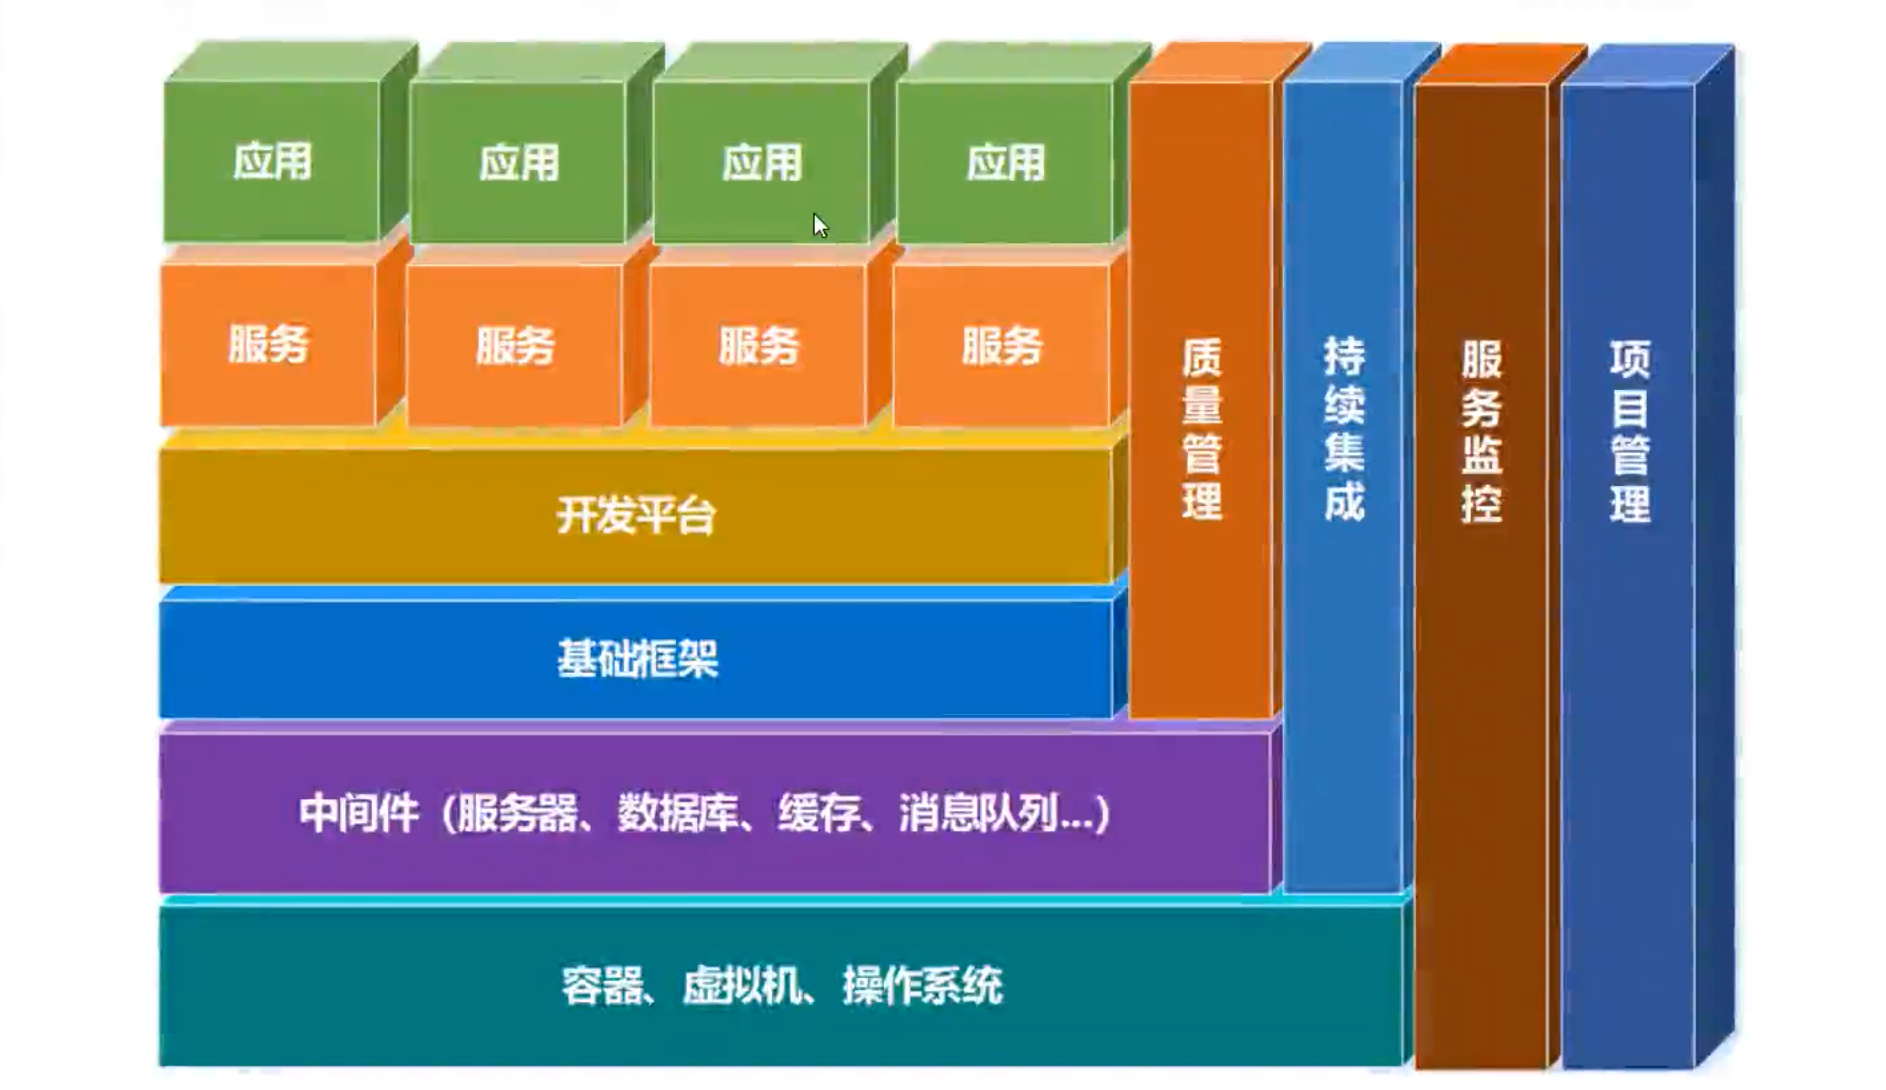 应用
应用
应用
应用
服务
服务
服务
服务
开发平台
基础框架
中间件（服务器、数据库、缓存、消息队列...）
容器、虚拟机、操作系统
质量管理
持续集成
服务监控
项目管理